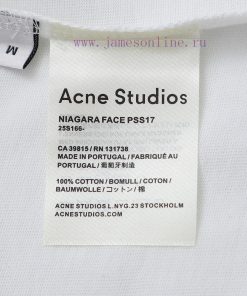 www.jamesonline.ru
M
Acne Studios
NIAGARA FACE PSS17
25S166-
CA 39815 / RN 131738
MADE IN PORTUGAL / FABRIQUÉ AU
PORTUGAL / 葡萄牙制造
100% COTTON / BOMULL / COTON /
BAUMWOLLE / コットン / 棉
ACNE STUDIOS L.NYG.23 STOCKHOLM
ACNESTUDIOS.COM